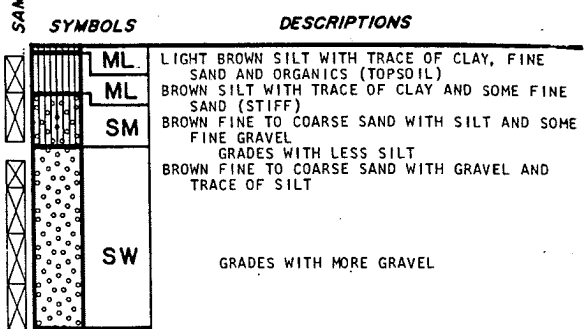 SAM
SYMBOLS DESCRIPTIONS
ML LIGHT BROWN SILT WITH TRACE OF CLAY, FINE
SAND AND ORGANICS (TOPSOIL)
ML BROWN SILT WITH TRACE OF CLAY AND SOME FINE
SAND (STIFF)
SM BROWN FINE TO COARSE SAND WITH SILT AND SOME
FINE GRAVEL
GRADES WITH LESS SILT
BROWN FINE TO COARSE SAND WITH GRAVEL AND
TRACE OF SILT
SW GRADES WITH MORE GRAVEL